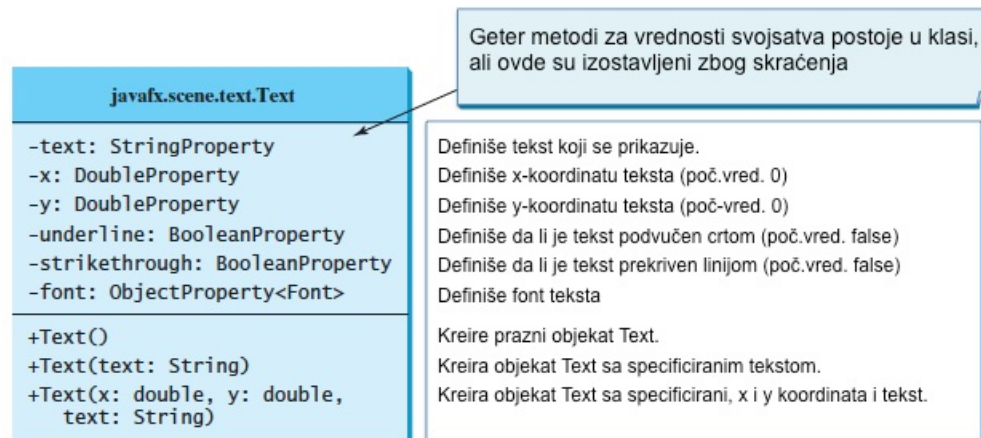 Geter metodi za vrednosti svojsatva postoje u klasi,
ali ovde su izostavljeni zbog skraćenja
javafx.scene.text.Text
-text: StringProperty
Definiše tekst koji se prikazuje.
-x: DoubleProperty
Definiše x-koordinatu teksta (poč.vred. 0)
-y: DoubleProperty
Definiše y-koordinatu teksta (poč-vred. 0)
-underline: BooleanProperty
Definiše da li je tekst podvučen crtom (poč.vred. false)
-strikethrough: BooleanProperty
Definiše da li je tekst prekriven linijom (poč.vred. false)
-font: ObjectProperty<Font>
Definiše font teksta
+Text()
Kreire prazni objekat Text.
+Text(text: String)
Kreira objekat Text sa specificiranim tekstom.
+Text(x: double, y: double,
text: String)
Kreira objekat Text sa specificirani, x i y koordinata i tekst.